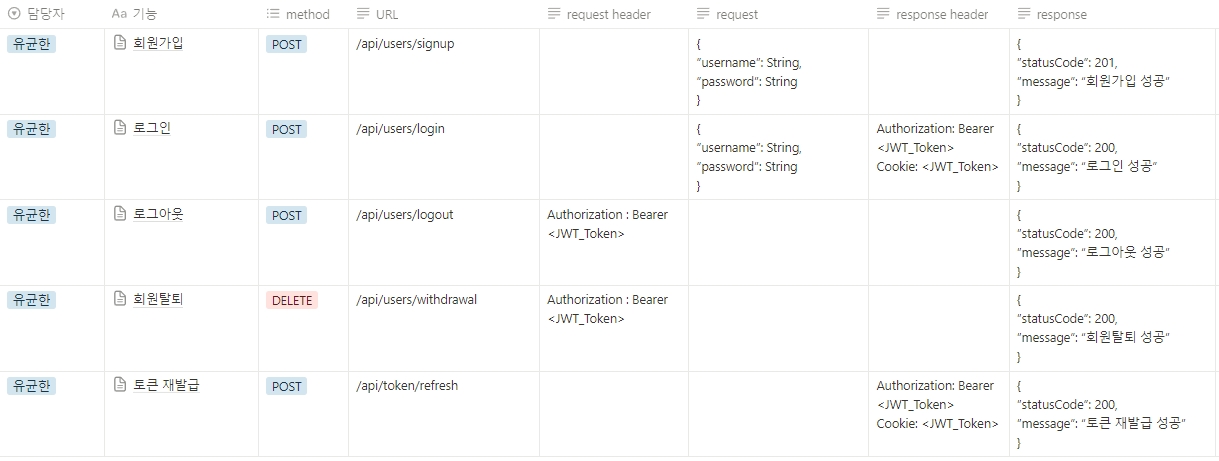 담당자 Aa 기능 method URL request header request response header response
유균한 회원가입 POST /api/users/signup { {
“username”: String, “statusCode”: 201,
“password”: String “message”: “회원가입 성공”
} }
유균한 로그인 POST /api/users/login { Authorization: Bearer {
“username”: String, <JWT_Token> “statusCode”: 200,
“password”: String Cookie: <JWT_Token> “message”: “로그인 성공”
} }
유균한 로그아웃 POST /api/users/logout Authorization : Bearer {
<JWT_Token> “statusCode”: 200,
“message”: “로그아웃 성공”
}
유균한 회원탈퇴 DELETE /api/users/withdrawal Authorization : Bearer {
<JWT_Token> “statusCode”: 200,
“message”: “회원탈퇴 성공”
}
유균한 토큰 재발급 POST /api/token/refresh Authorization: Bearer {
<JWT_Token> “statusCode”: 200,
Cookie: <JWT_Token> “message”: “토큰 재발급 성공”
}